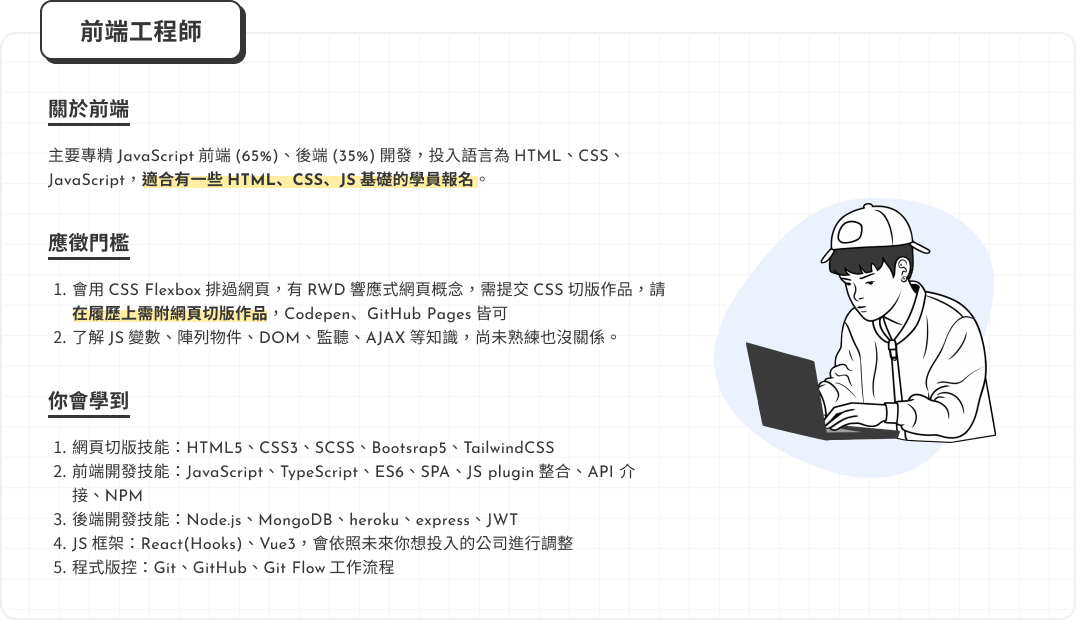 前端工程師
關於前端
主要專精 JavaScript 前端 (65%)、後端 (35%) 開發，投入語言為 HTML、CSS、
JavaScript，適合有一些 HTML、CSS、JS 基礎的學員報名。
應徵門檻
1. 會用 CSS Flexbox 排過網頁，有 RWD 響應式網頁概念，需提交 CSS 切版作品，請
在履歷上需附網頁切版作品，Codepen、GitHub Pages 皆可
2. 了解 JS 變數、陣列物件、DOM、監聽、AJAX 等知識，尚未熟練也沒關係。
你會學到
1. 網頁切版技能：HTML5、CSS3、SCSS、Bootsrap5、TailwindCSS
2. 前端開發技能：JavaScript、TypeScript、ES6、SPA、JS plugin 整合、API 介
接、NPM
3. 後端開發技能：Node.js、MongoDB、heroku、express、JWT
4. JS 框架：React(Hooks)、Vue3，會依照未來你想投入的公司進行調整
5. 程式版控：Git、GitHub、Git Flow 工作流程